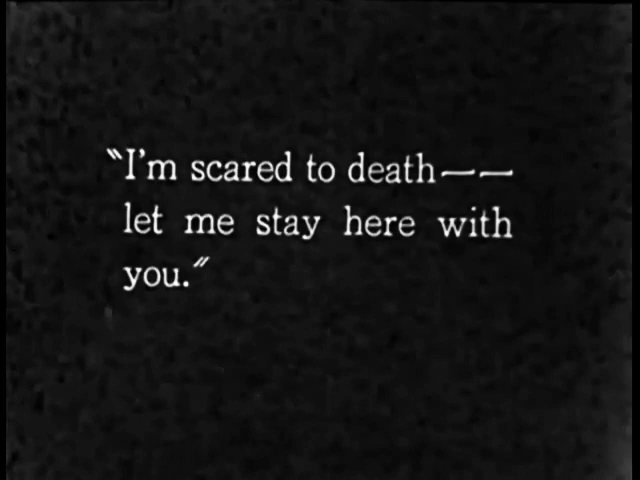 "I'm scared to death——
let me stay here with
you."